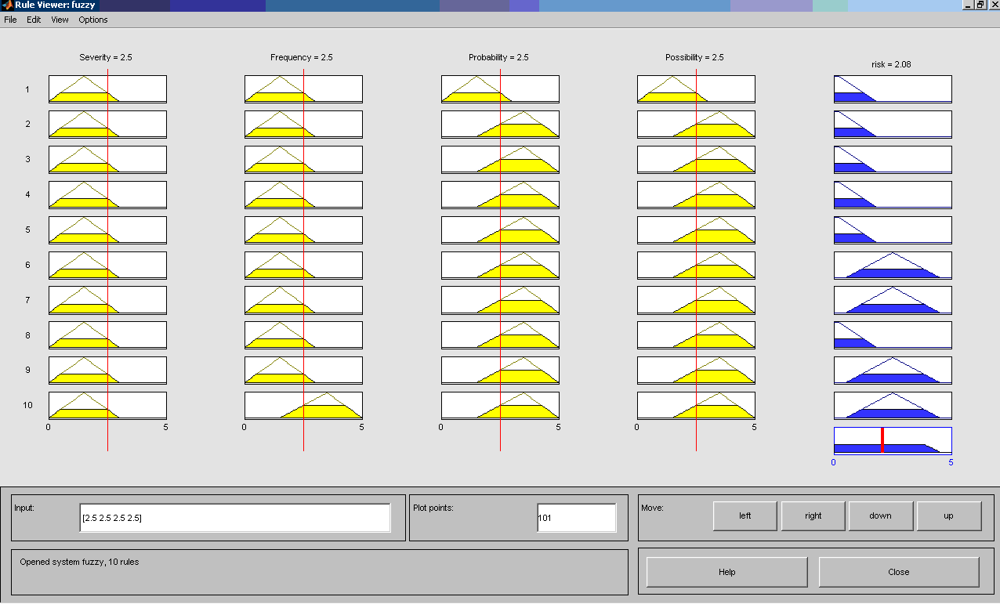 Rule Viewer: fuzzy
File Edit View Options
Severity = 2.5 Frequency = 2.5 Probability = 2.5 Possibility = 2.5 risk = 2.08
1
2
3
4
5
6
7
8
9
10
0 5 0 5 0 5 0 5
0 5
Input: [2.5 2.5 2.5 2.5] Plot points: 101 Move: left right down up
Opened system fuzzy, 10 rules
Help Close